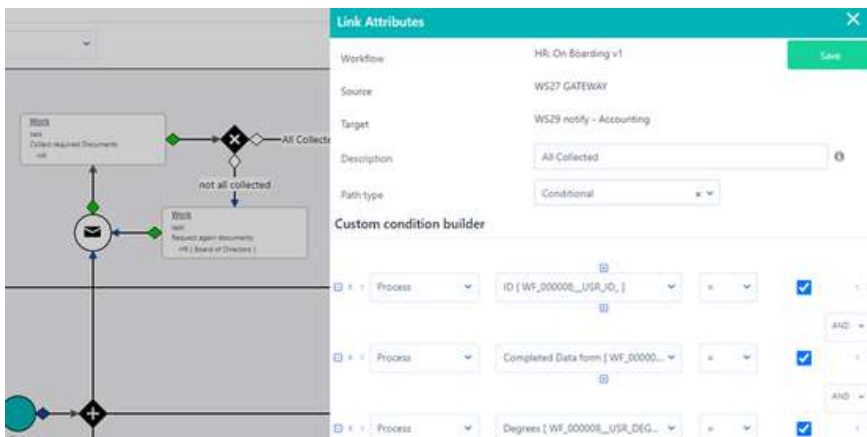 Link Attributes
Workflow
HR: On Boarding v1
Save
Source
WS27 GATEWAY
Target
WS29 notify - Accounting
Description
All Collected
Path type
Conditional
Custom condition builder
Process
ID [ WF_000008__USR_ID_ ]
=
AND
Process
Completed Data form [ WF_00000...
=
AND
Process
Degrees [ WF_000008__USR_DEG...
=
Work
task
Collect required Documents
All Collecte
not all collected
Work
task
Request again documents
HR ( Board of Directors )